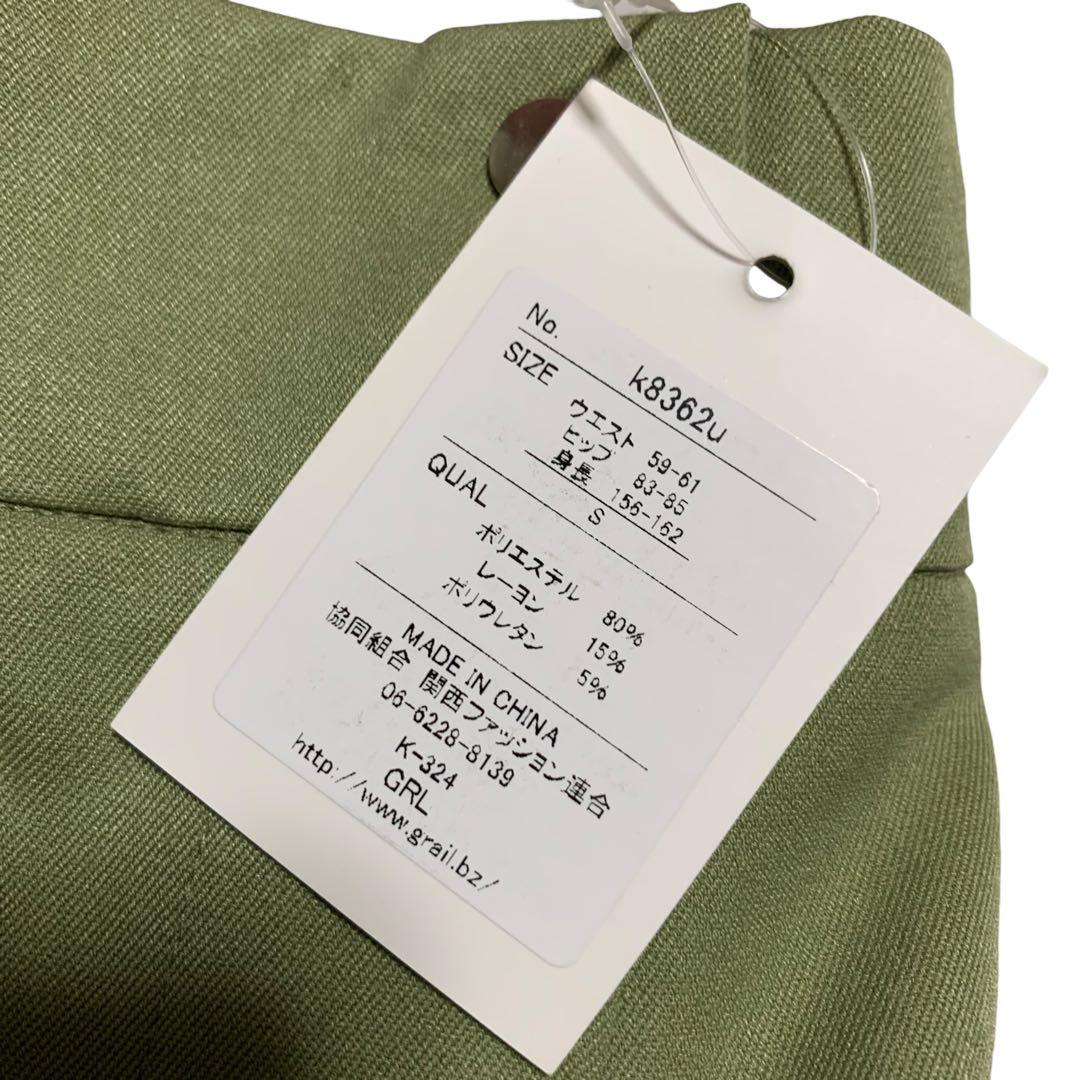 No. k8362u
SIZE
ウエスト 59-61
ヒップ 83-85
身長 156-162
S
QUAL
ポリエステル 80%
レーヨン 15%
ポリウレタン 5%
MADE IN CHINA
協同組合 関西ファッション連合
06-6228-8139
K-324
GRL
http://www.grail.bz/